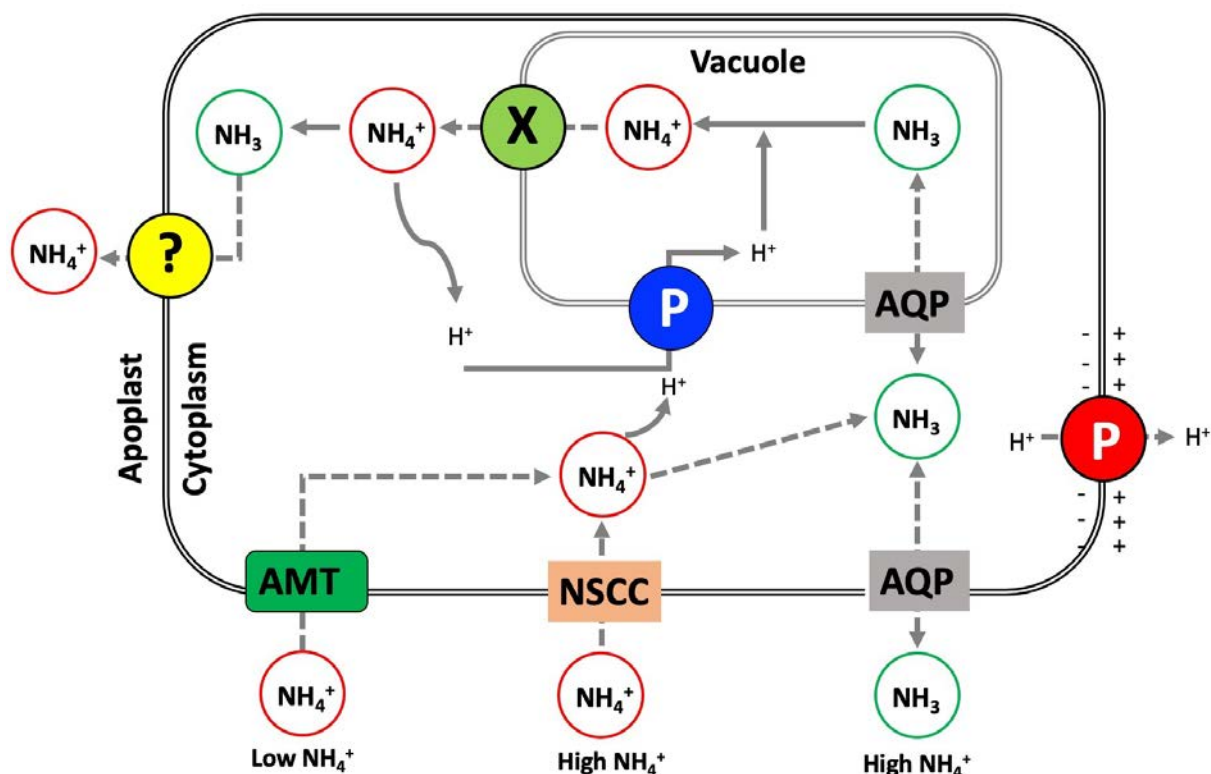 Vacuole
NH₃
NH₄⁺
X
NH₄⁺
NH₃
NH₄⁺
?
H⁺
P
AQP
H⁺
H⁺
NH₃
Apoplast
Cytoplasm
- +
- +
- +
H⁺
P
H⁺
- +
- +
- +
NH₄⁺
AMT
NSCC
AQP
NH₄⁺
NH₄⁺
NH₃
Low NH₄⁺
High NH₄⁺
High NH₄⁺